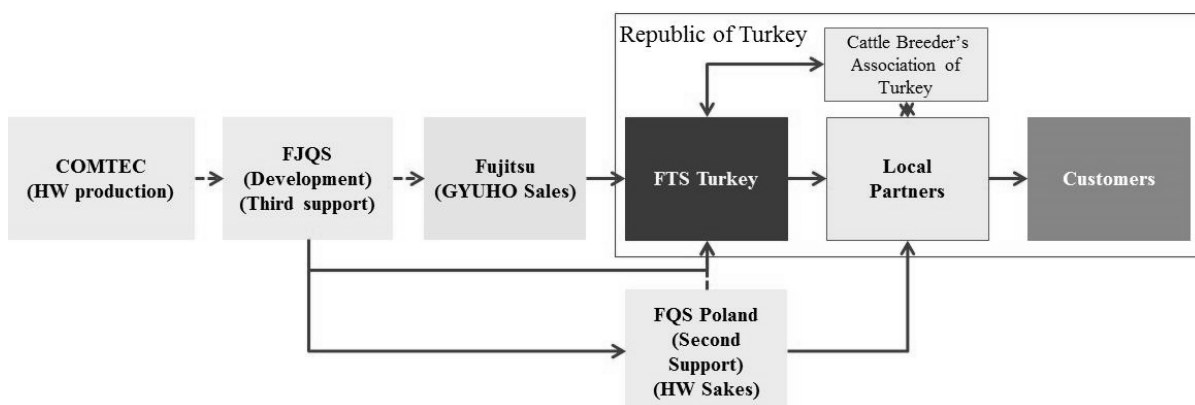 Republic of Turkey
Cattle Breeder's
Association of
Turkey
COMTEC
(HW production)
FJQS
(Development)
(Third support)
Fujitsu
(GYUHO Sales)
FTS Turkey
Local
Partners
Customers
FQS Poland
(Second
Support)
(HW Sakes)